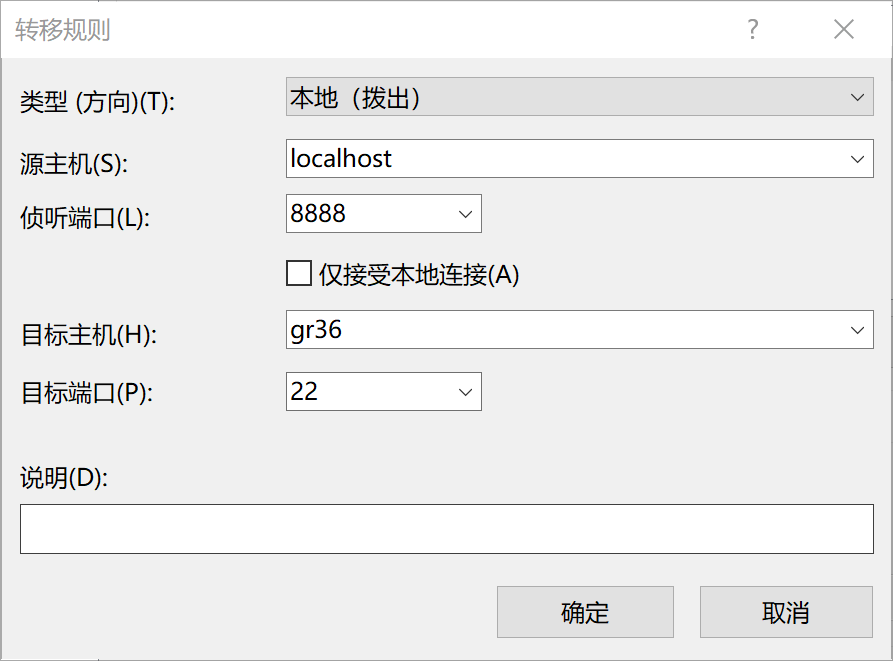 转移规则
?
类型 (方向)(T):
本地（拨出）
源主机(S):
localhost
侦听端口(L):
8888
仅接受本地连接(A)
目标主机(H):
gr36
目标端口(P):
22
说明(D):
确定
取消